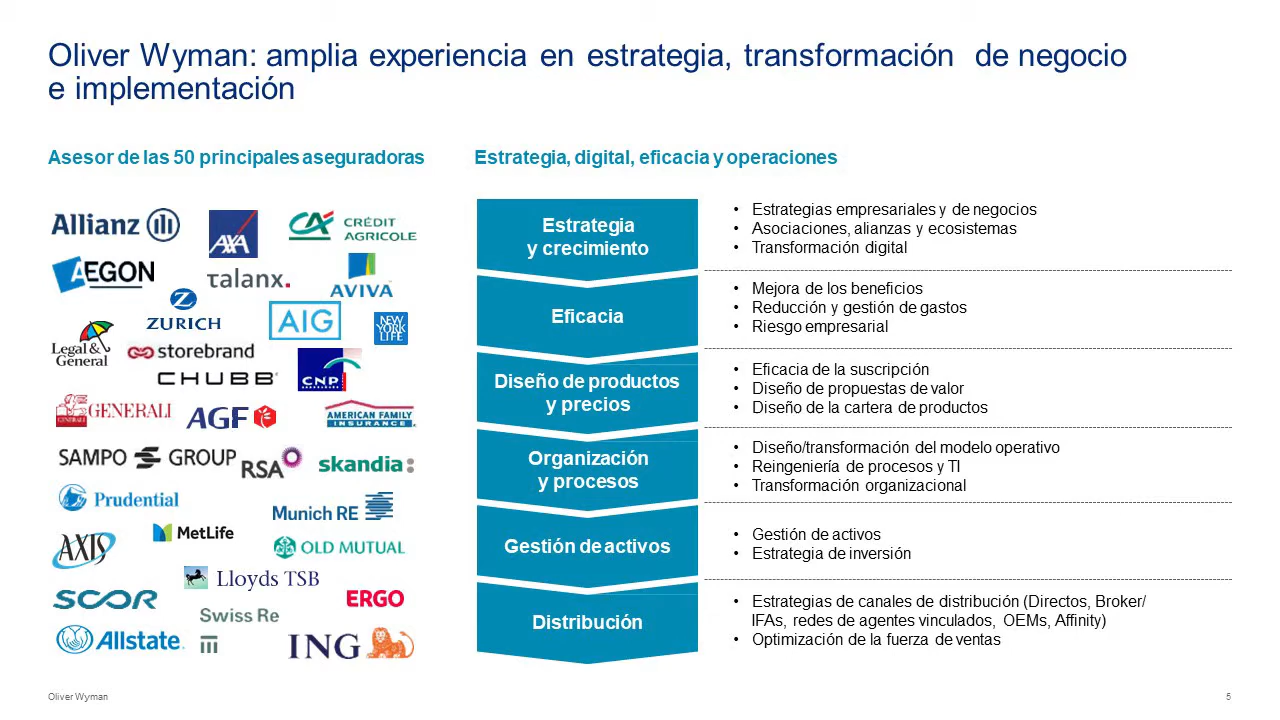 Oliver Wyman: amplia experiencia en estrategia, transformación de negocio
e implementación
Asesor de las 50 principales aseguradoras
Allianz
AXA
CRÉDIT
AGRICOLE
AEGON
talanx.
AVIVA
ZURICH
AIG
NEW
YORK
LIFE
Legal &
General
storebrand
CHUBB
CNP
GENERALI
AGF
AMERICAN FAMILY
INSURANCE
SAMPO GROUP
RSA
skandia:
Prudential
Munich RE
MetLife
AXIS
OLD MUTUAL
Lloyds TSB
SCOR
ERGO
Swiss Re
Allstate
ING
Estrategia, digital, eficacia y operaciones
Estrategia
y crecimiento
• Estrategias empresariales y de negocios
• Asociaciones, alianzas y ecosistemas
• Transformación digital
Eficacia
• Mejora de los beneficios
• Reducción y gestión de gastos
• Riesgo empresarial
Diseño de productos
y precios
• Eficacia de la suscripción
• Diseño de propuestas de valor
• Diseño de la cartera de productos
Organización
y procesos
• Diseño/transformación del modelo operativo
• Reingeniería de procesos y TI
• Transformación organizacional
Gestión de activos
• Gestión de activos
• Estrategia de inversión
Distribución
• Estrategias de canales de distribución (Directos, Broker/
IFAs, redes de agentes vinculados, OEMs, Affinity)
• Optimización de la fuerza de ventas
Oliver Wyman
5